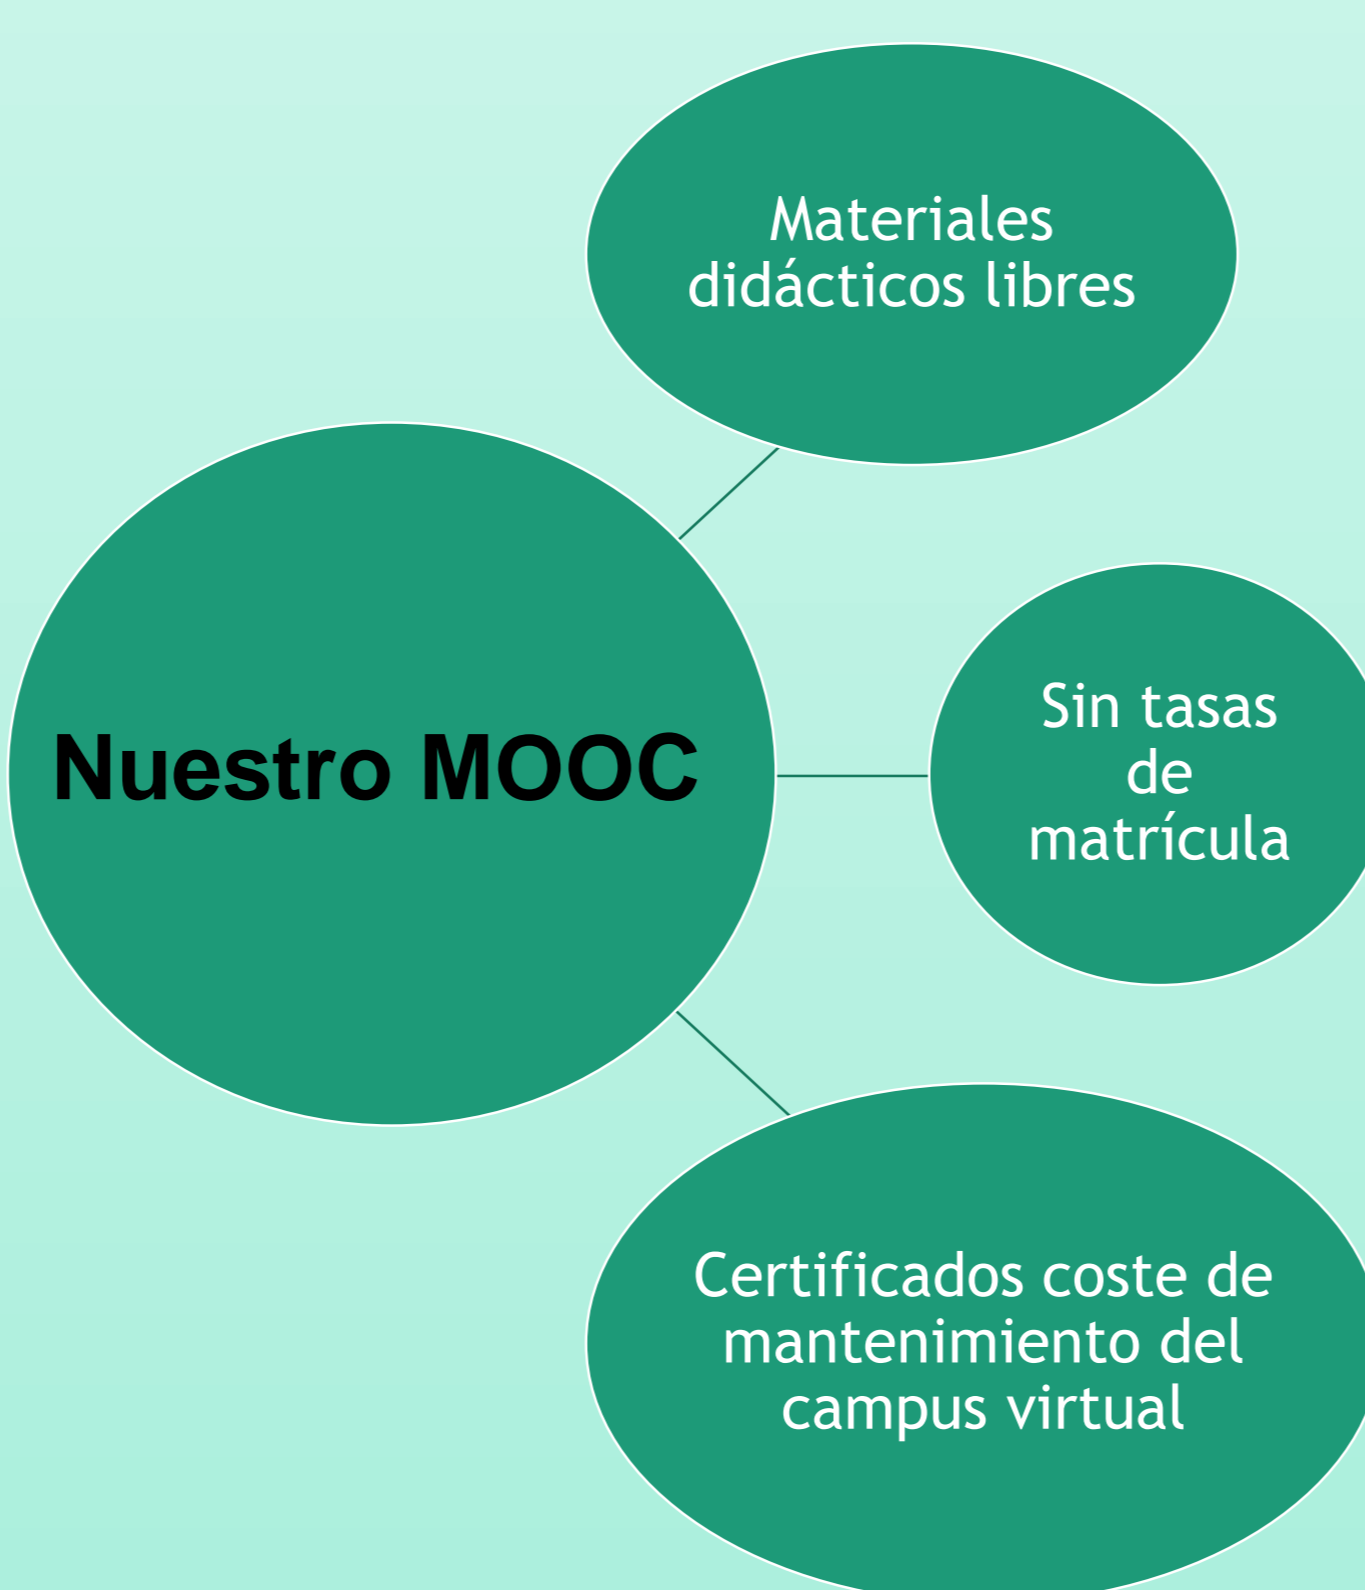 Materiales
didácticos libres
Nuestro MOOC
Sin tasas
de
matrícula
Certificados coste de
mantenimiento del
campus virtual